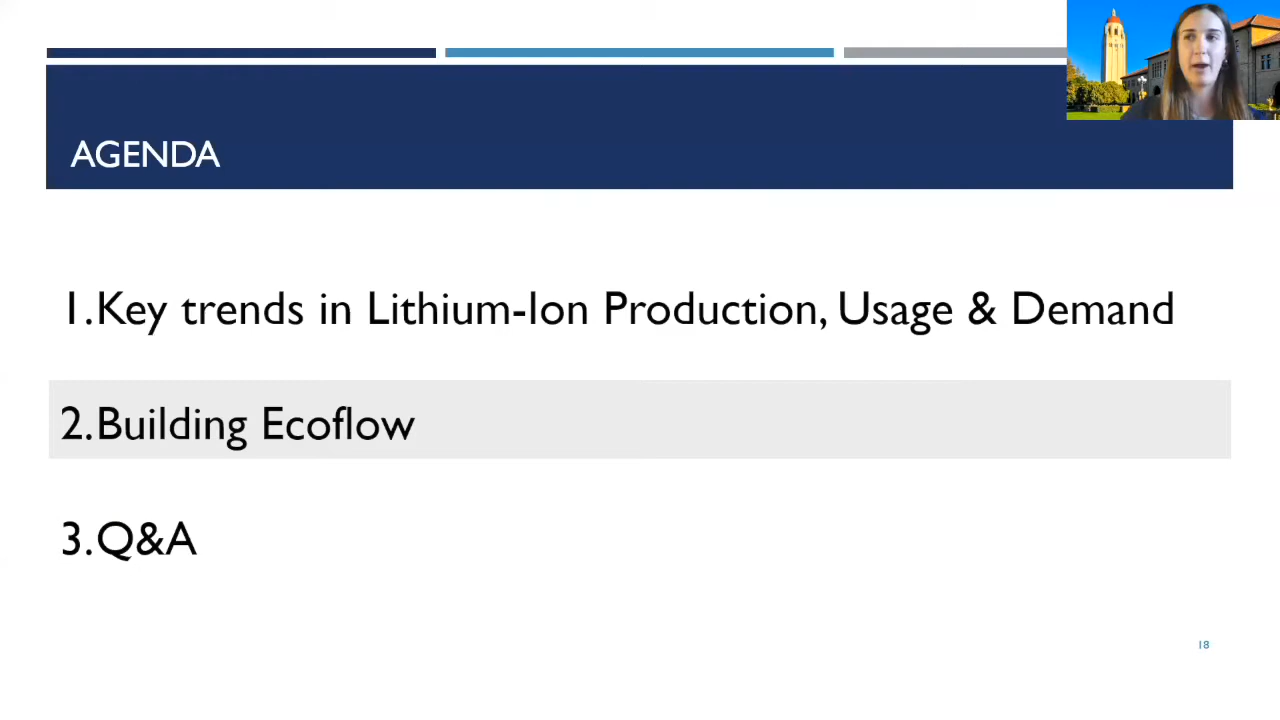 AGENDA
1.Key trends in Lithium-Ion Production, Usage & Demand
2.Building Ecoflow
3.Q&A
18